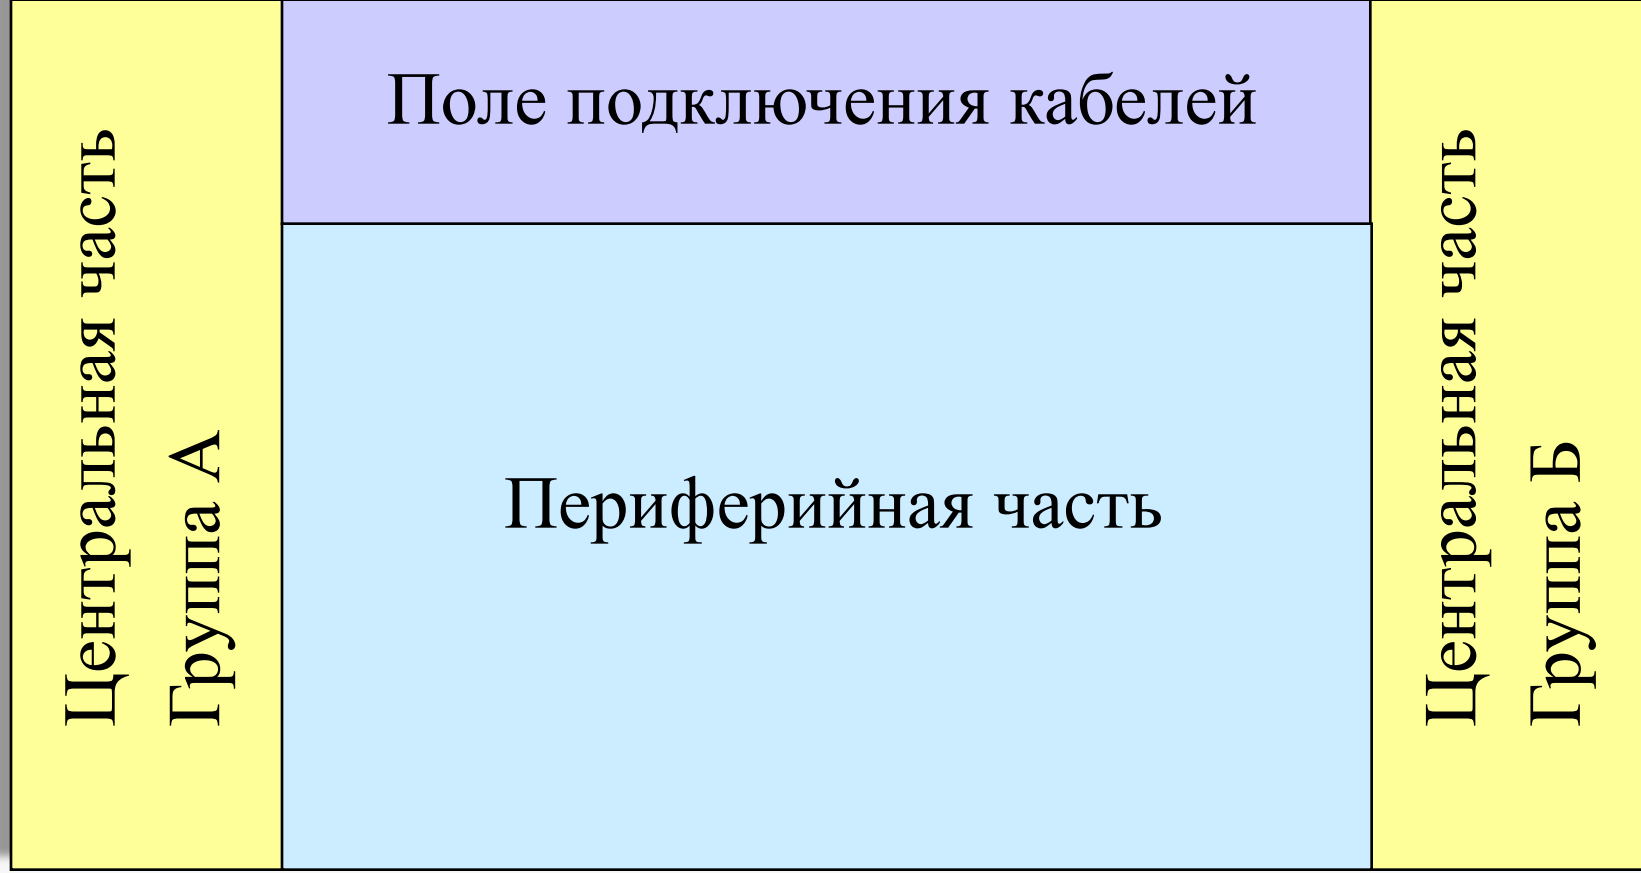 Центральная часть
Группа А
Поле подключения кабелей
Периферийная часть
Центральная часть
Группа Б